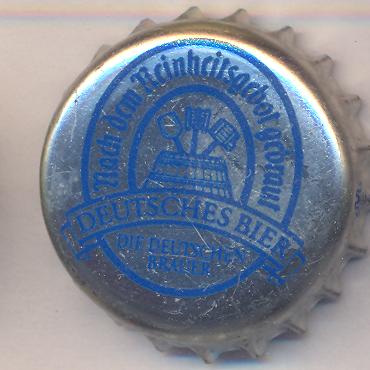 Nach dem Reinheitsgebot gebraut
DEUTSCHES BIER
DIE DEUTSCHEN
BRAUER